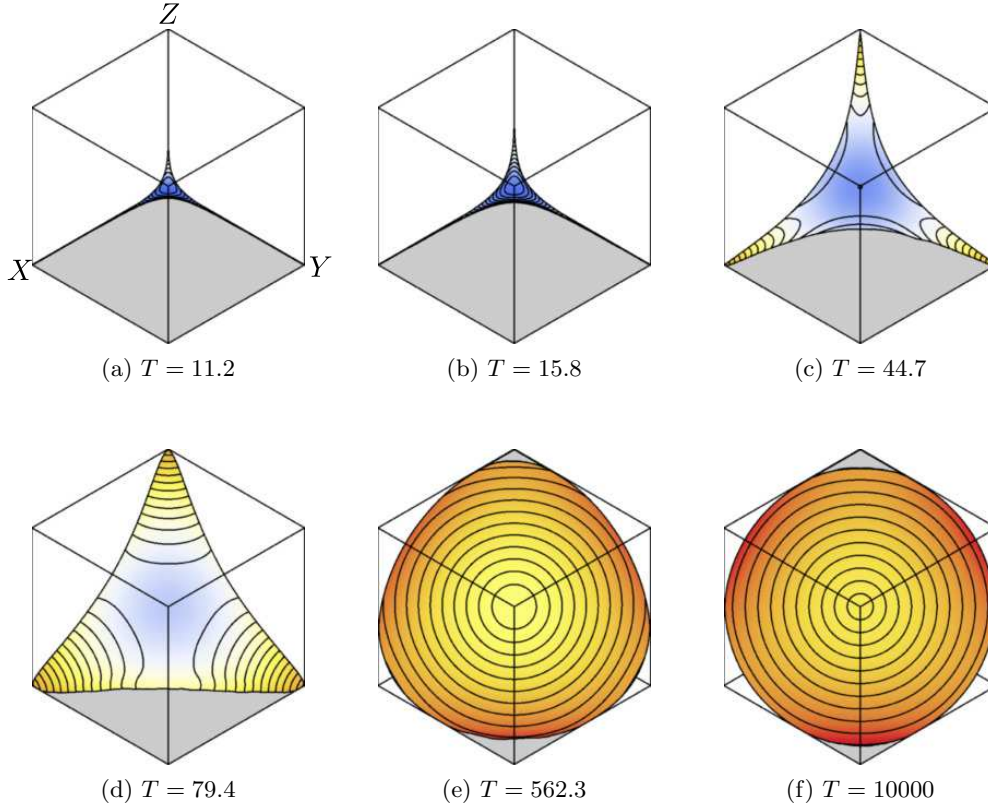 Z
X
Y
(a) T = 11.2
(b) T = 15.8
(c) T = 44.7
(d) T = 79.4
(e) T = 562.3
(f) T = 10000